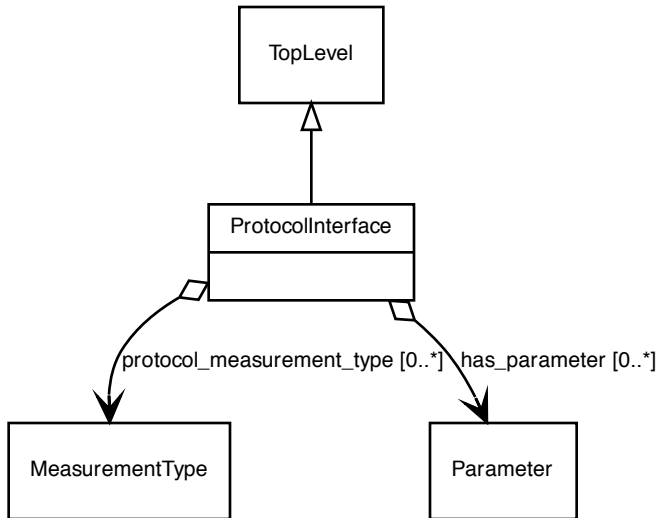 TopLevel
ProtocolInterface
protocol_measurement_type [0..*]
has_parameter [0..*]
MeasurementType
Parameter